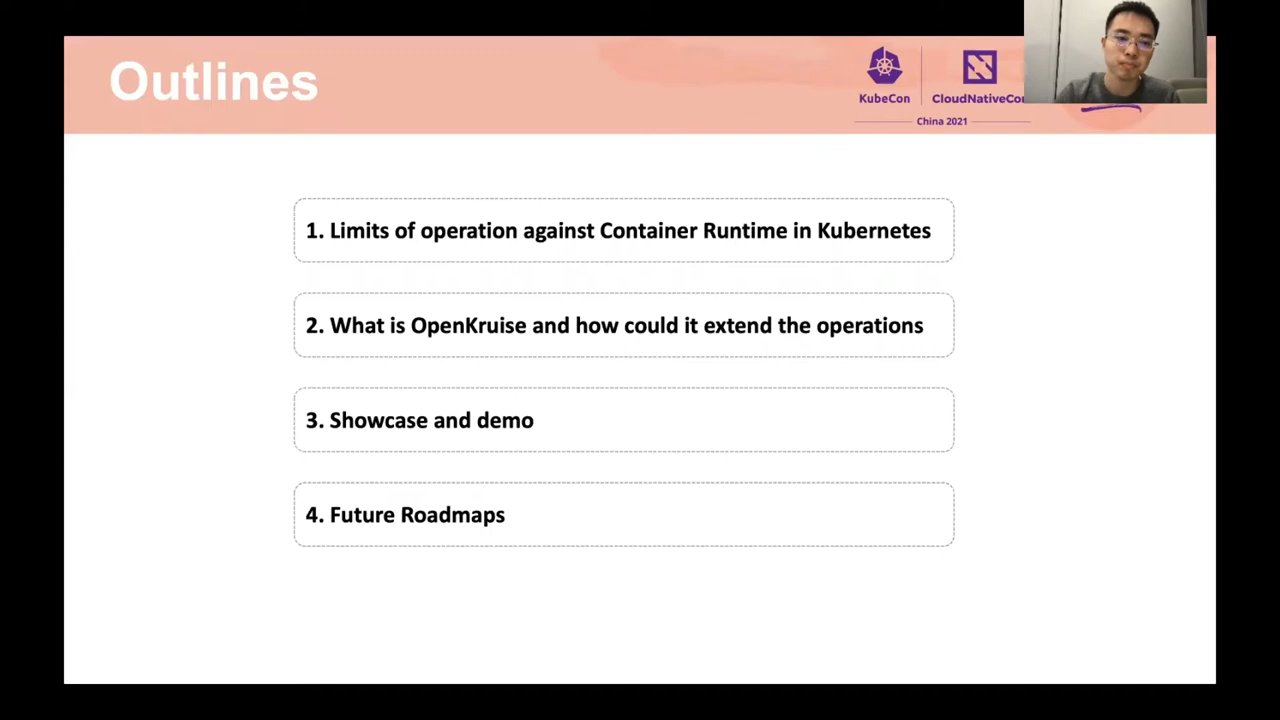 Outlines
KubeCon
CloudNativeCo
China 2021
1. Limits of operation against Container Runtime in Kubernetes
2. What is OpenKruise and how could it extend the operations
3. Showcase and demo
4. Future Roadmaps